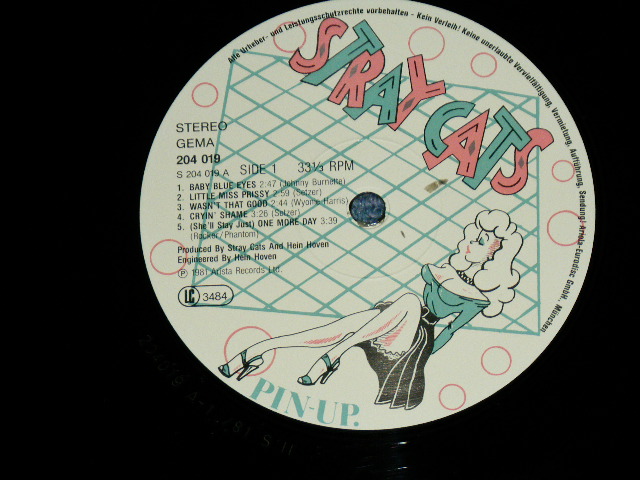 Alle Urheber- und Leistungsschutzrechte vorbehalten - Kein Verleih! Keine unerlaubte Vervielfältigung, Vermietung, Aufführung, Sendung! Ariola-Eurodisc GmbH., München
STRAY CATS
STEREO
GEMA
204 019
S 204 019 A SIDE 1 33⅓ RPM
1. BABY BLUE EYES 2:47 (Johnny Burnette)
2. LITTLE MISS PRISSY 2:59 (Setzer)
3. WASN'T THAT GOOD 2:44 (Wyonie Harris)
4. CRYIN' SHAME 3:26 (Setzer)
5. (She'll Stay Just) ONE MORE DAY 3:39
(Rocker/Phantom)
Produced By Stray Cats And Hein Hoven
Engineered By Hein Hoven
℗ 1981 Arista Records Ltd.
LC 3484
PIN-UP.